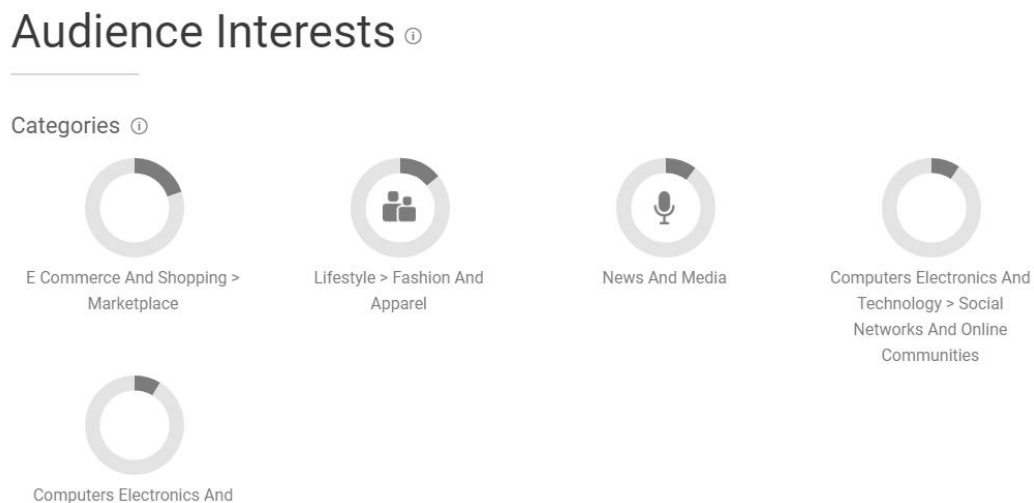 Audience Interests
Categories
E Commerce And Shopping >
Marketplace
Lifestyle > Fashion And
Apparel
News And Media
Computers Electronics And
Technology > Social
Networks And Online
Communities
Computers Electronics And